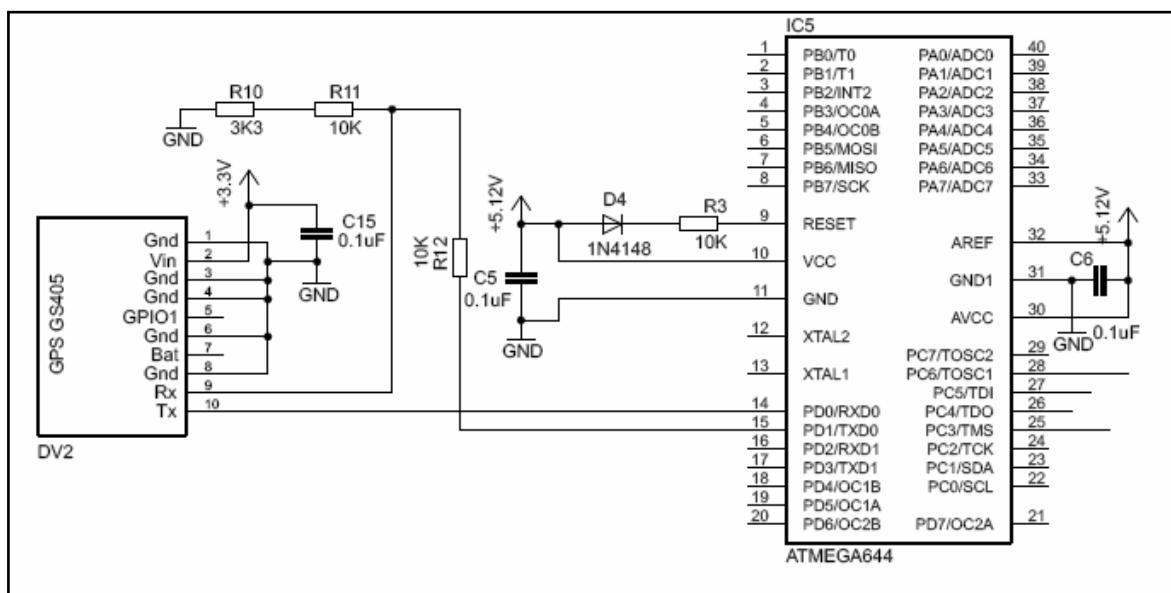 IC5
1 PB0/T0 PA0/ADC0 40
2 PB1/T1 PA1/ADC1 39
3 PB2/INT2 PA2/ADC2 38
4 PB3/OC0A PA3/ADC3 37
5 PB4/OC0B PA4/ADC4 36
6 PB5/MOSI PA5/ADC5 35
7 PB6/MISO PA6/ADC6 34
8 PB7/SCK PA7/ADC7 33
9 RESET
AREF 32
10 VCC
GND1 31
11 GND
AVCC 30
12 XTAL2
PC7/TOSC2 29
13 XTAL1 PC6/TOSC1 28
PC5/TDI 27
14 PD0/RXD0 PC4/TDO 26
15 PD1/TXD0 PC3/TMS 25
16 PD2/RXD1 PC2/TCK 24
17 PD3/TXD1 PC1/SDA 23
18 PD4/OC1B PC0/SCL 22
19 PD5/OC1A
20 PD6/OC2B PD7/OC2A 21
ATMEGA644
R10
3K3
R11
10K
GND
+3.3V
C15
0.1uF
GND
10K
R12
+5.12V
D4
1N4148
R3
10K
C5
0.1uF
GND
+5.12V
C6
0.1uF
GND
GPS GS405
Gnd 1
Vin 2
Gnd 3
Gnd 4
GPIO1 5
Gnd 6
Bat 7
Gnd 8
Rx 9
Tx 10
DV2